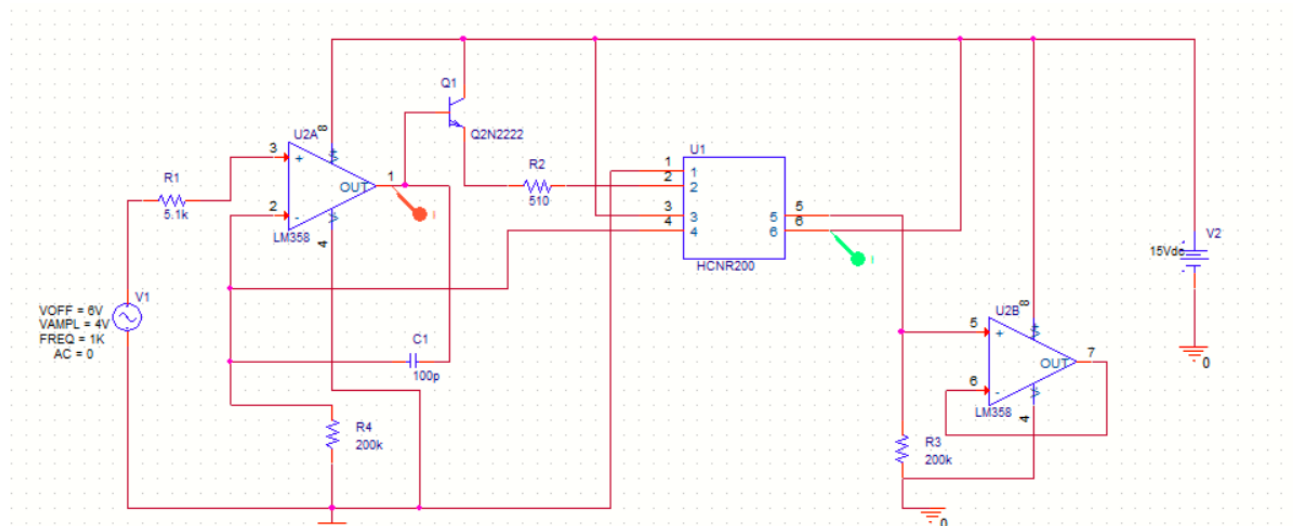 Q1
Q2N2222
U2A
8
3
+
V
OUT
1
2
-
V
4
LM358
R1
5.1k
R2
510
U1
1
2
3
4
1
2
3
4
5
6
5
6
HCNR200
V2
15Vdc
0
V1
VOFF = 6V
VAMPL = 4V
FREQ = 1K
AC = 0
C1
100p
R4
200k
U2B
8
5
+
V
OUT
7
6
-
V
4
LM358
R3
200k
0